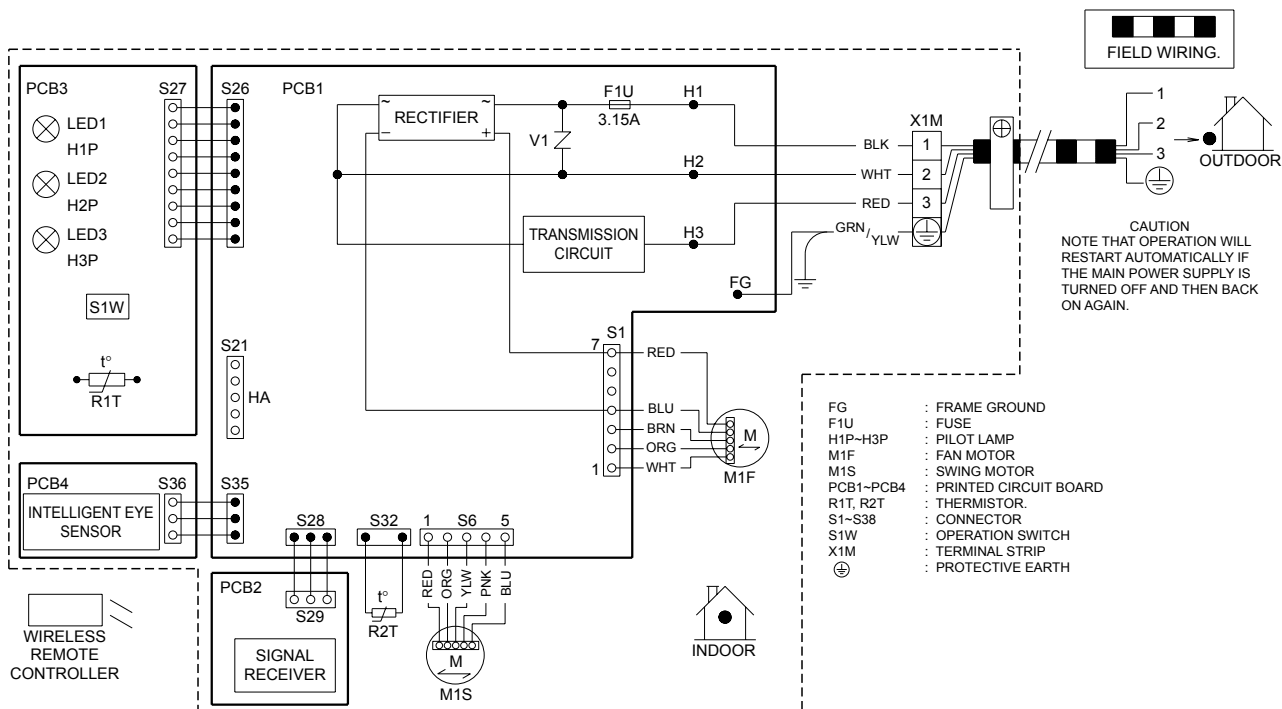 FIELD WIRING.
PCB3
S27
S26
PCB1
LED1
H1P
LED2
H2P
LED3
H3P
S1W
t°
R1T
S21
HA
~
~
RECTIFIER
−
+
V1
F1U
3.15A
H1
H2
TRANSMISSION
CIRCUIT
H3
FG
X1M
BLK
1
WHT
2
RED
3
GRN/YLW
1
2
3
OUTDOOR
CAUTION
NOTE THAT OPERATION WILL
RESTART AUTOMATICALLY IF
THE MAIN POWER SUPPLY IS
TURNED OFF AND THEN BACK
ON AGAIN.
S1
7
RED
BLU
BRN
ORG
1
WHT
M
M1F
PCB4
S36
S35
INTELLIGENT EYE
SENSOR
S28
S32
1
S6
5
RED
ORG
YLW
PNK
BLU
PCB2
S29
SIGNAL
RECEIVER
t°
R2T
M
M1S
WIRELESS
REMOTE
CONTROLLER
INDOOR
FG : FRAME GROUND
F1U : FUSE
H1P~H3P : PILOT LAMP
M1F : FAN MOTOR
M1S : SWING MOTOR
PCB1~PCB4 : PRINTED CIRCUIT BOARD
R1T, R2T : THERMISTOR.
S1~S38 : CONNECTOR
S1W : OPERATION SWITCH
X1M : TERMINAL STRIP
: PROTECTIVE EARTH